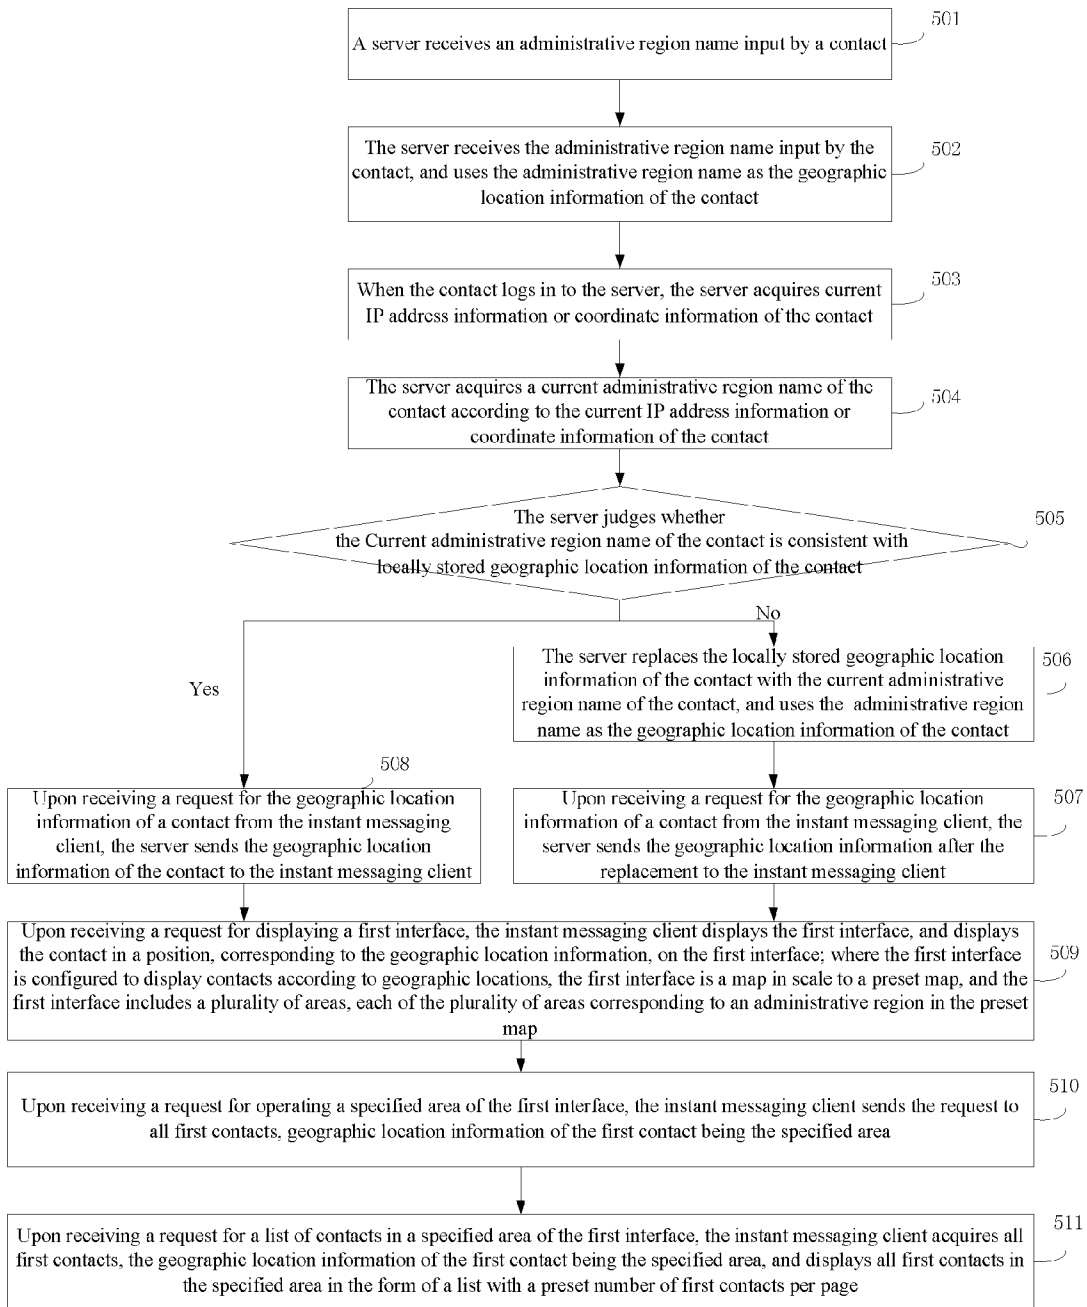 501
A server receives an administrative region name input by a contact
502
The server receives the administrative region name input by the
contact, and uses the administrative region name as the geographic
location information of the contact
503
When the contact logs in to the server, the server acquires current
IP address information or coordinate information of the contact
504
The server acquires a current administrative region name of the
contact according to the current IP address information or
coordinate information of the contact
505
The server judges whether
the Current administrative region name of the contact is consistent with
locally stored geographic location information of the contact
No
Yes
506
The server replaces the locally stored geographic location
information of the contact with the current administrative
region name of the contact, and uses the administrative region
name as the geographic location information of the contact
508
Upon receiving a request for the geographic location
information of a contact from the instant messaging
client, the server sends the geographic location
information of the contact to the instant messaging client
507
Upon receiving a request for the geographic location
information of a contact from the instant messaging client, the
server sends the geographic location information after the
replacement to the instant messaging client
509
Upon receiving a request for displaying a first interface, the instant messaging client displays the first interface, and displays
the contact in a position, corresponding to the geographic location information, on the first interface; where the first interface
is configured to display contacts according to geographic locations, the first interface is a map in scale to a preset map, and the
first interface includes a plurality of areas, each of the plurality of areas corresponding to an administrative region in the preset
map
510
Upon receiving a request for operating a specified area of the first interface, the instant messaging client sends the request to
all first contacts, geographic location information of the first contact being the specified area
511
Upon receiving a request for a list of contacts in a specified area of the first interface, the instant messaging client acquires all
first contacts, the geographic location information of the first contact being the specified area, and displays all first contacts in
the specified area in the form of a list with a preset number of first contacts per page